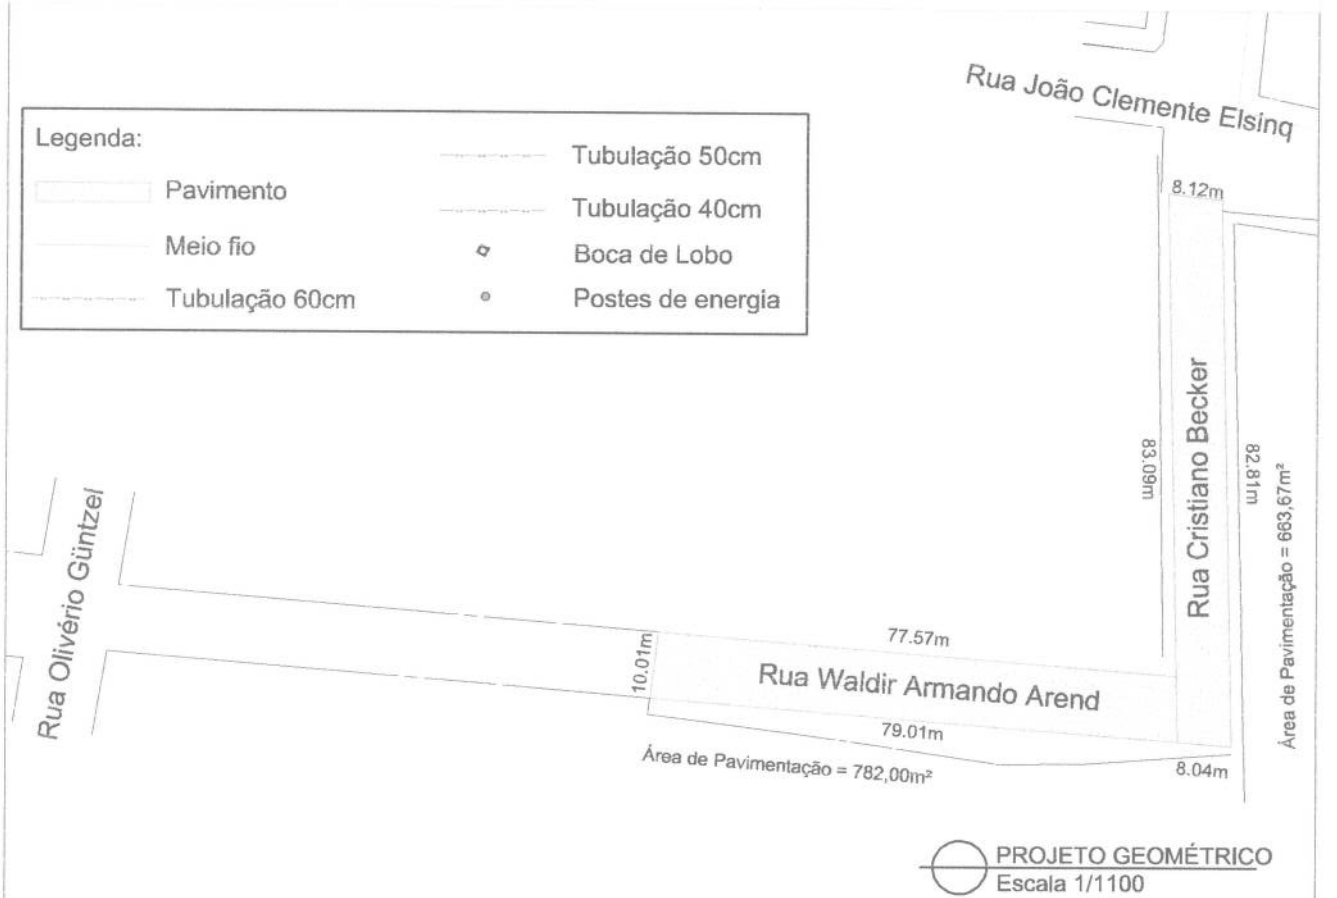 Rua João Clemente Elsinq
Legenda:
Pavimento
Meio fio
Tubulação 60cm
Tubulação 50cm
Tubulação 40cm
Boca de Lobo
Postes de energia
8.12m
Rua Cristiano Becker
83.09m
82.81m
Área de Pavimentação = 663,67m²
Rua Olivério Güntzel
10.01m
77.57m
Rua Waldir Armando Arend
79.01m
Área de Pavimentação = 782,00m²
8.04m
PROJETO GEOMÉTRICO
Escala 1/1100